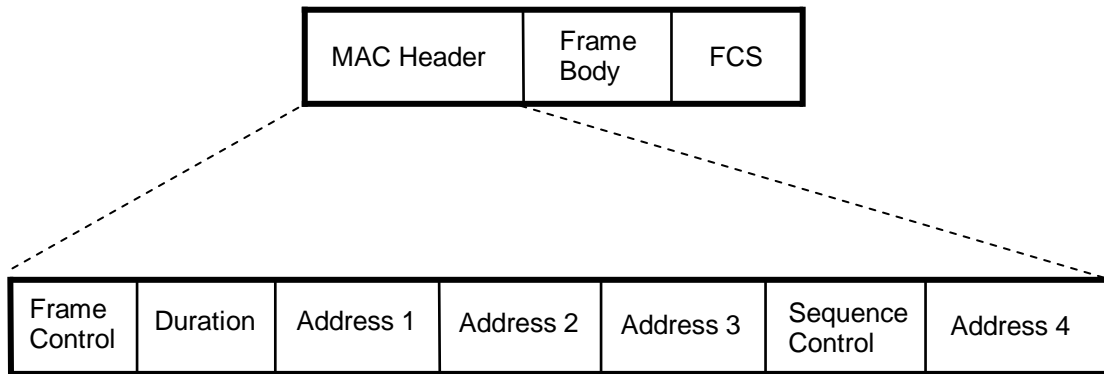 MAC Header
Frame
Body
FCS
Frame
Control
Duration
Address 1
Address 2
Address 3
Sequence
Control
Address 4